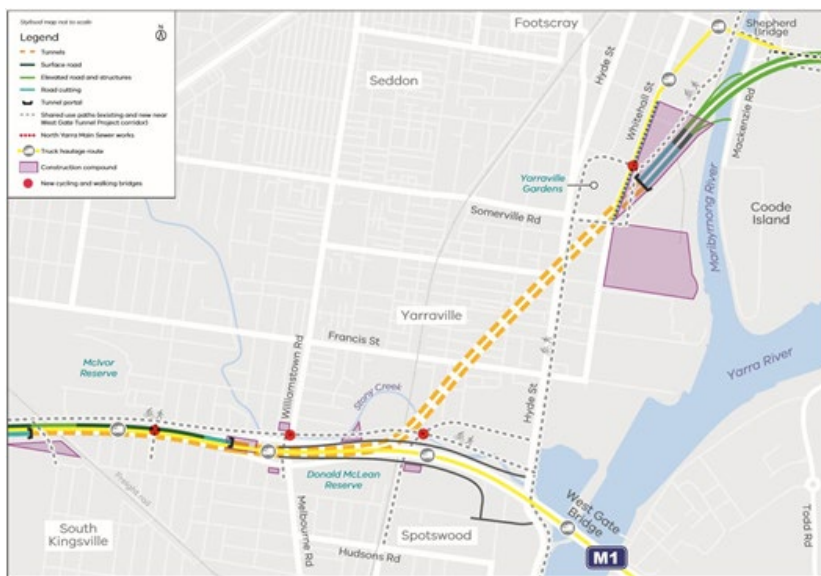 Stylised map not to scale
N
Legend
Tunnels
Surface road
Elevated road and structures
Road cutting
Tunnel portal
Shared use paths (existing and new near
West Gate Tunnel Project corridor)
North Yarra Main Sewer works
Truck haulage route
Construction compound
New cycling and walking bridges
Footscray
Shepherd
Bridge
Seddon
Hyde St
Whitehall St
Mackenzie Rd
Yarraville
Gardens
Somerville Rd
Maribyrnong River
Coode
Island
Yarraville
Francis St
McIvor
Reserve
Williamstown Rd
Stony Creek
Hyde St
Yarra River
Freight rail
Donald McLean
Reserve
South
Kingsville
Melbourne Rd
Hudsons Rd
Spotswood
West Gate
Bridge
M1
Todd Rd